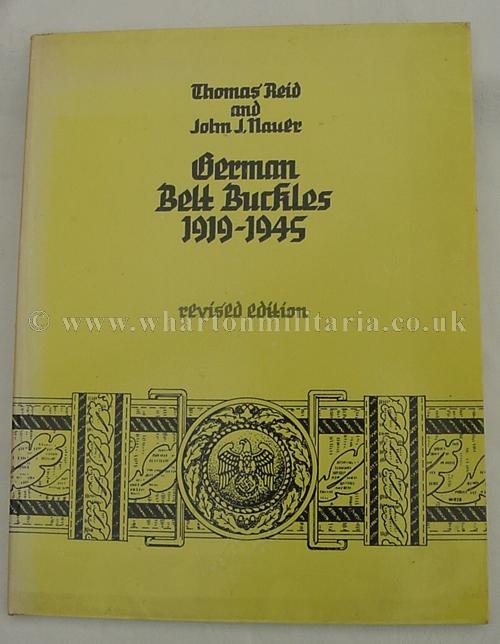 Thomas Reid
and
John J. Nauer
German
Belt Buckles
1919-1945
revised edition
© www.whartonmilitaria.co.uk